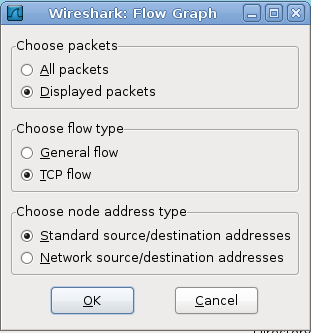 Wireshark: Flow Graph
Choose packets
All packets
Displayed packets
Choose flow type
General flow
TCP flow
Choose node address type
Standard source/destination addresses
Network source/destination addresses
OK
Cancel